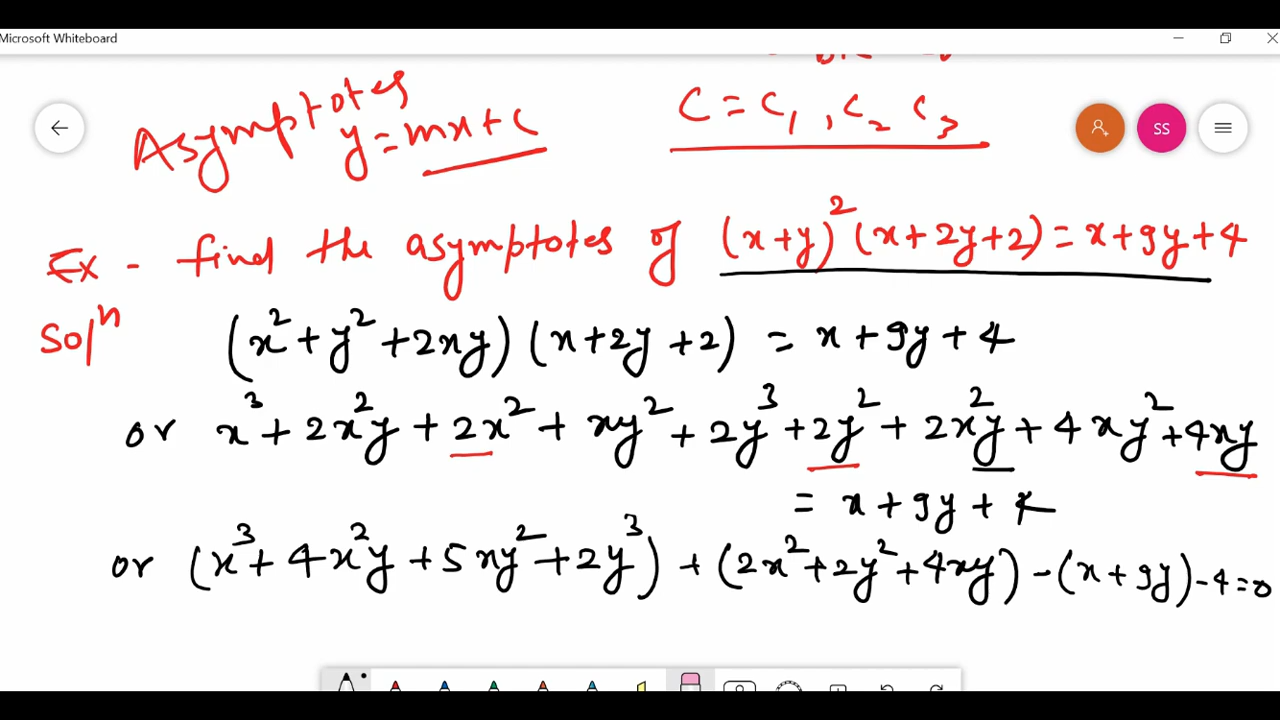 Microsoft Whiteboard
Asymptotes
y=mx+c
C = C₁, C₂ C₃
SS
Ex - find the asymptotes of (x+y)²(x+2y+2)=x+9y+4
Solⁿ (x²+y²+2xy)(x+2y+2) = x+9y+4
or x³+2x²y+2x²+xy²+2y³+2y²+2x²y+4xy²+4xy
= x+9y+4
or (x³+4x²y+5xy²+2y³)+(2x²+2y²+4xy)-(x+9y)-4=0